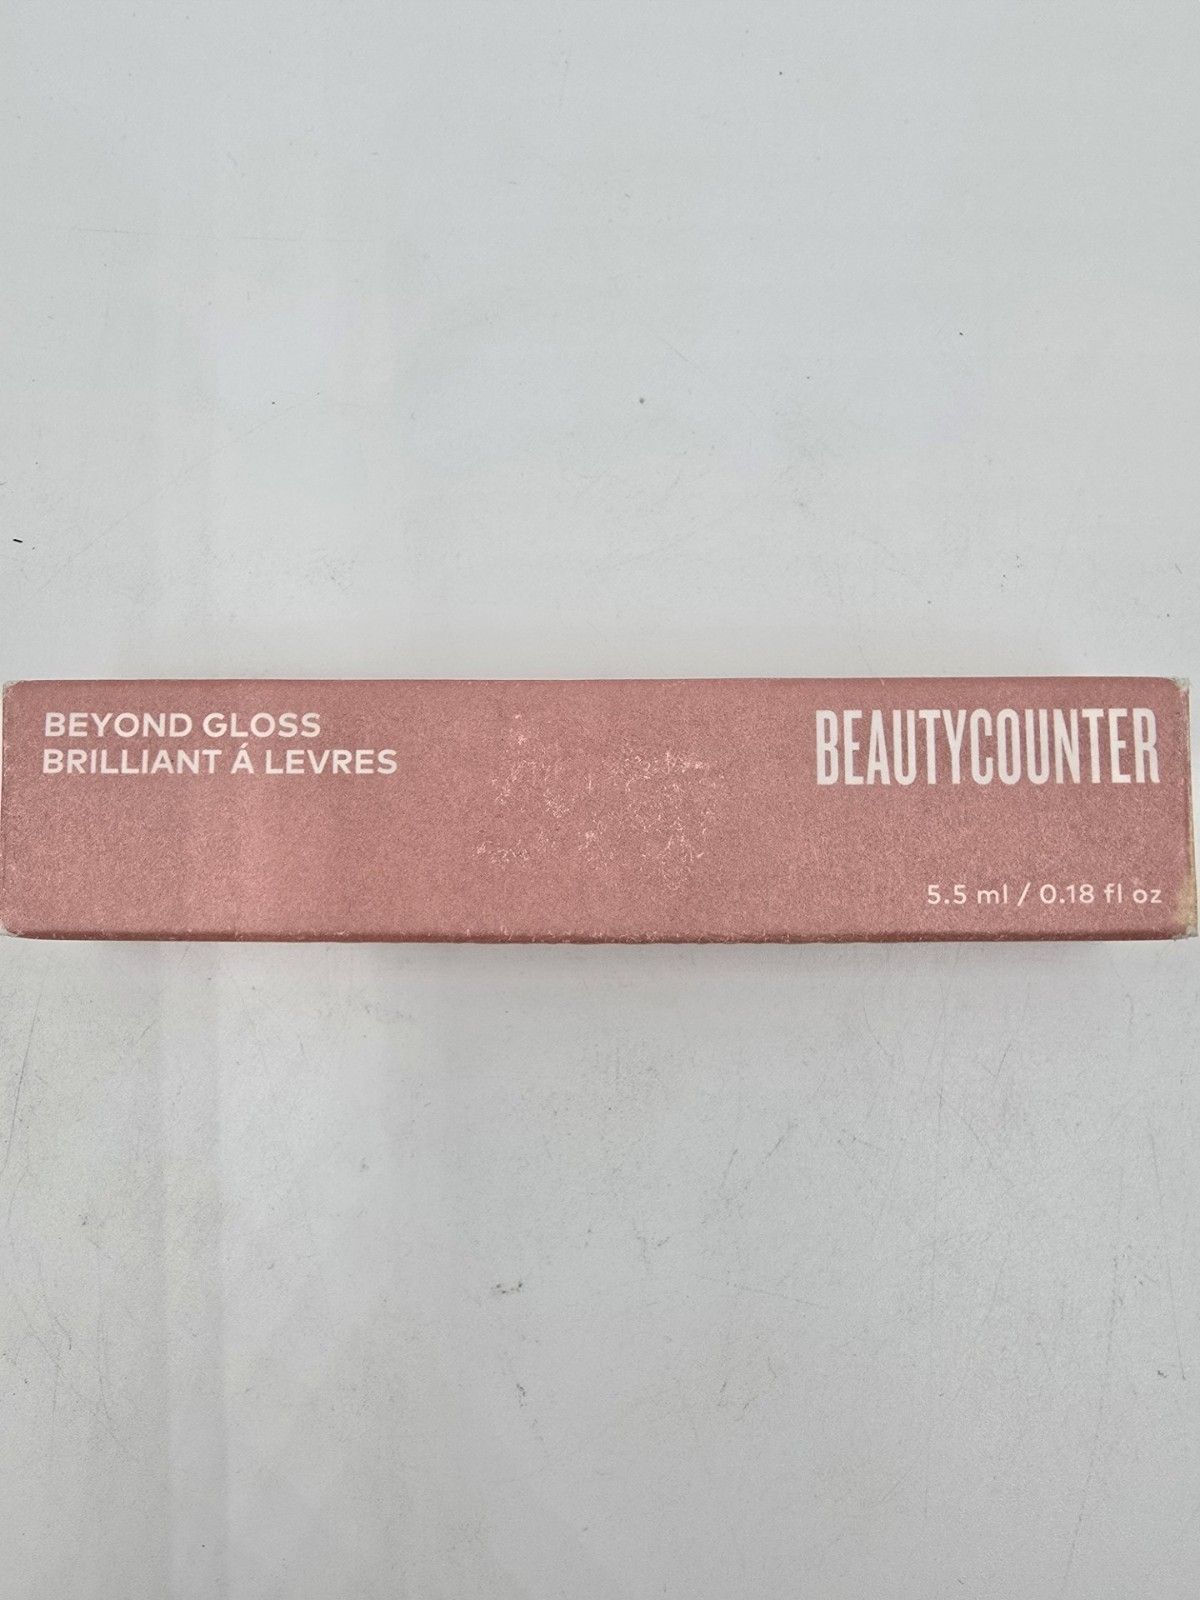 BEYOND GLOSS
BRILLIANT Á LEVRES
BEAUTYCOUNTER
5.5 ml / 0.18 fl oz